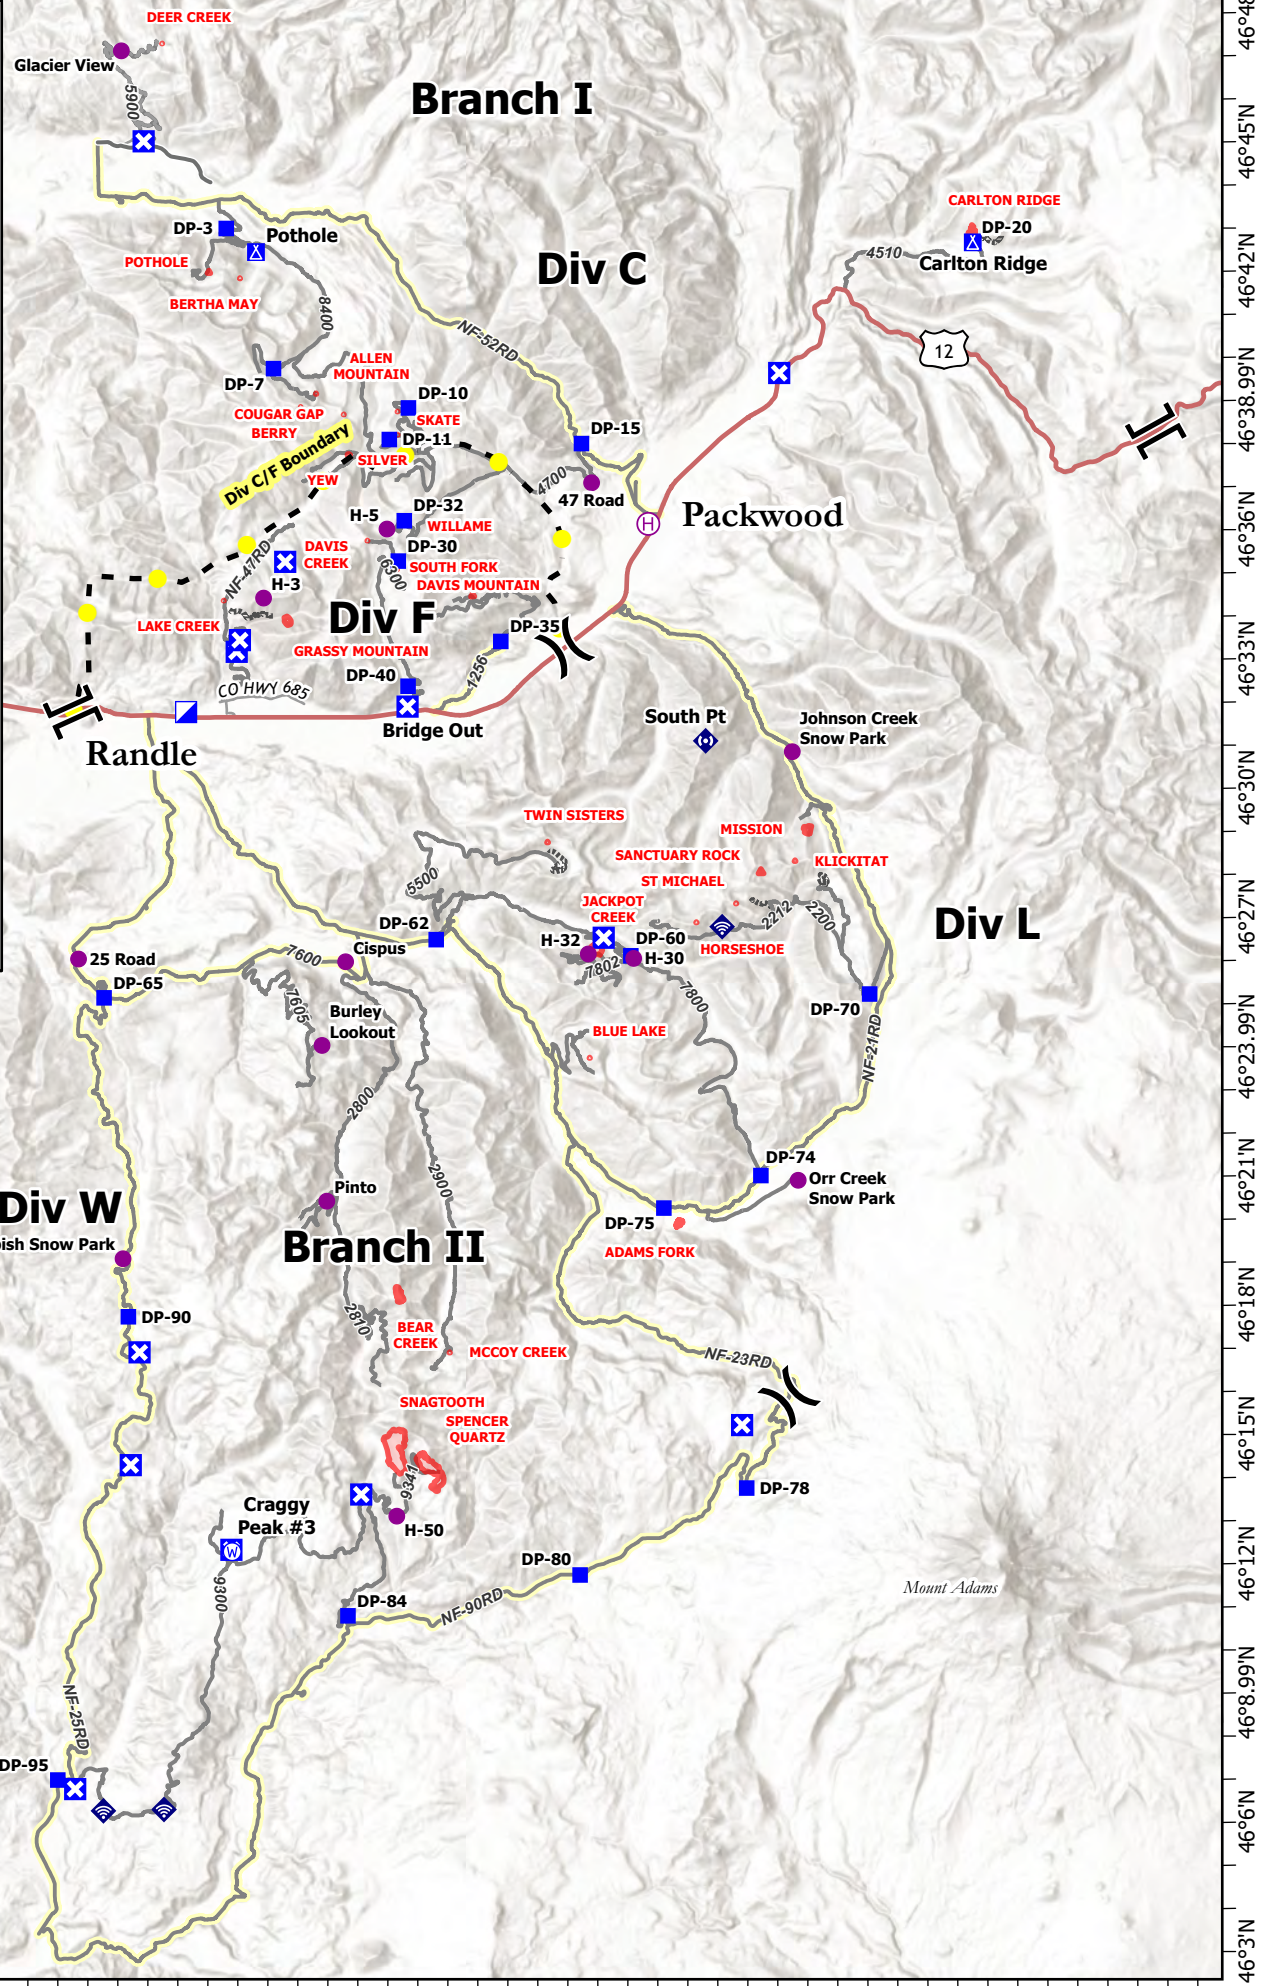 DEER CREEK
Glacier View
5900
Branch I
46°48
46°45'N
CARLTON RIDGE
DP-3
Pothole
DP-20
POTHOLE
Div C
4510
Carlton Ridge
46°42'N
BERTHA MAY
8400
NF-52RD
12
ALLEN
MOUNTAIN
DP-7
DP-10
46°38.99'N
COUGAR GAP
SKATE
BERRY
DP-11
DP-15
Div C/F Boundary
SILVER
YEW
4700
47 Road
DP-32
H-5
WILLAME
H
Packwood
46°36'N
DAVIS
CREEK
DP-30
NF-47RD
SOUTH FORK
6300
H-3
DAVIS MOUNTAIN
LAKE CREEK
Div F
DP-35
GRASSY MOUNTAIN
46°33'N
DP-40
1256
CO HWY 685
Bridge Out
South Pt
Johnson Creek
Snow Park
Randle
46°30'N
TWIN SISTERS
MISSION
SANCTUARY ROCK
KLICKITAT
5500
ST MICHAEL
JACKPOT
CREEK
2212
2200
46°27'N
DP-62
Div L
H-32
DP-60
HORSESHOE
7600
Cispus
25 Road
H-30
7802
DP-65
7800
7605
Burley
Lookout
DP-70
BLUE LAKE
NF-21RD
46°23.99'N
2800
DP-74
46°21'N
2900
Orr Creek
Snow Park
Pinto
Div W
DP-75
ish Snow Park
Branch II
ADAMS FORK
46°18'N
DP-90
2810
BEAR
CREEK
MCCOY CREEK
NF-23RD
SNAGTOOTH
SPENCER
QUARTZ
46°15'N
9341
DP-78
Craggy
Peak #3
H-50
W
46°12'N
DP-80
Mount Adams
9300
DP-84
NF-90RD
46°8.99'N
NF-25RD
DP-95
46°6'N
46°3'N